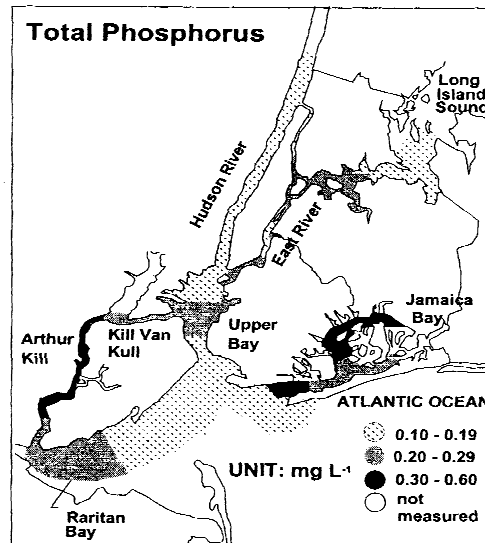 Total Phosphorus
Long
Island
Sound
Hudson River
East River
Jamaica
Bay
Arthur
Kill
Kill Van
Kull
Upper
Bay
ATLANTIC OCEAN
0.10 - 0.19
0.20 - 0.29
0.30 - 0.60
not
measured
UNIT: mg L-1
Raritan
Bay